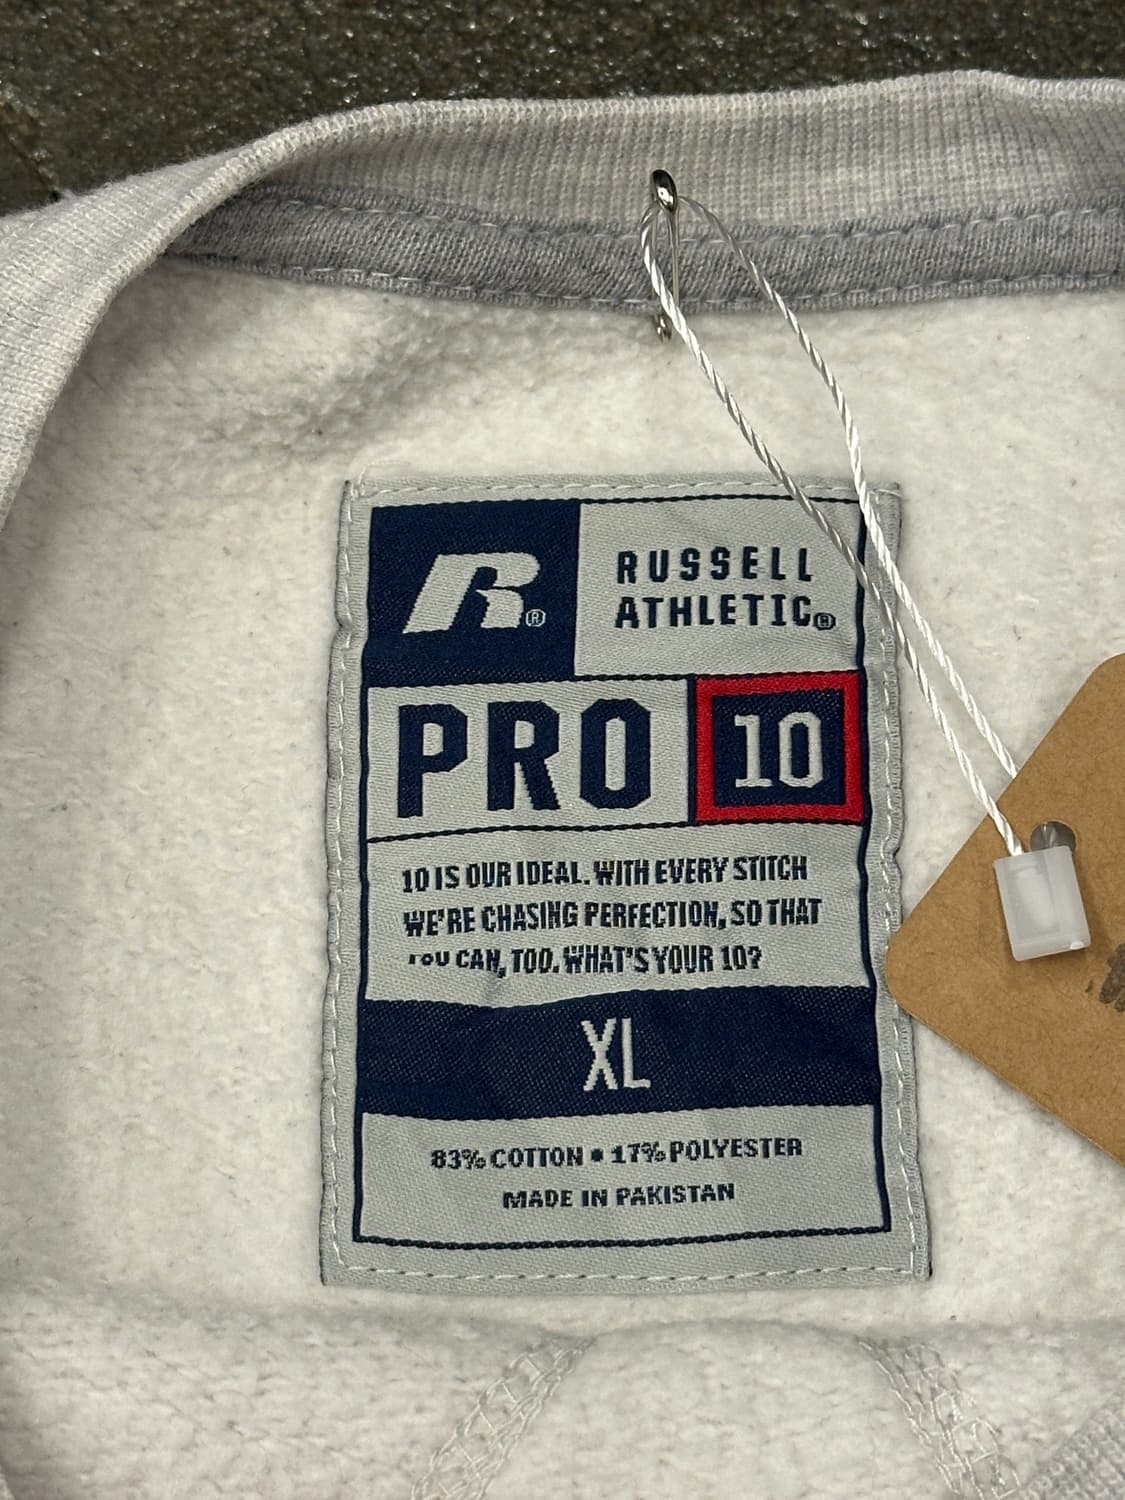 R®
RUSSELL
ATHLETIC®
PRO 10
10 IS OUR IDEAL. WITH EVERY STITCH
WE'RE CHASING PERFECTION, SO THAT
YOU CAN, TOO. WHAT'S YOUR 10?
XL
83% COTTON • 17% POLYESTER
MADE IN PAKISTAN